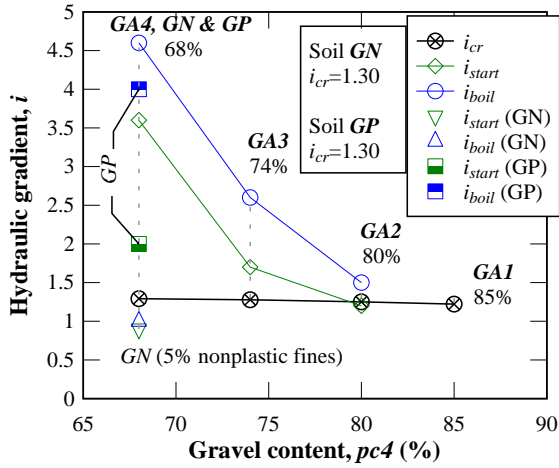 GA4, GN & GP
68%
GA3
74%
GA2
80%
GA1
85%
Soil GN
i_cr=1.30
Soil GP
i_cr=1.30
i_cr
i_start
i_boil
i_start (GN)
i_boil (GN)
i_start (GP)
i_boil (GP)
GP
GN (5% nonplastic fines)
Hydraulic gradient, i
5
4.5
4
3.5
3
2.5
2
1.5
1
0.5
0
65
70
75
80
85
90
Gravel content, pc4 (%)